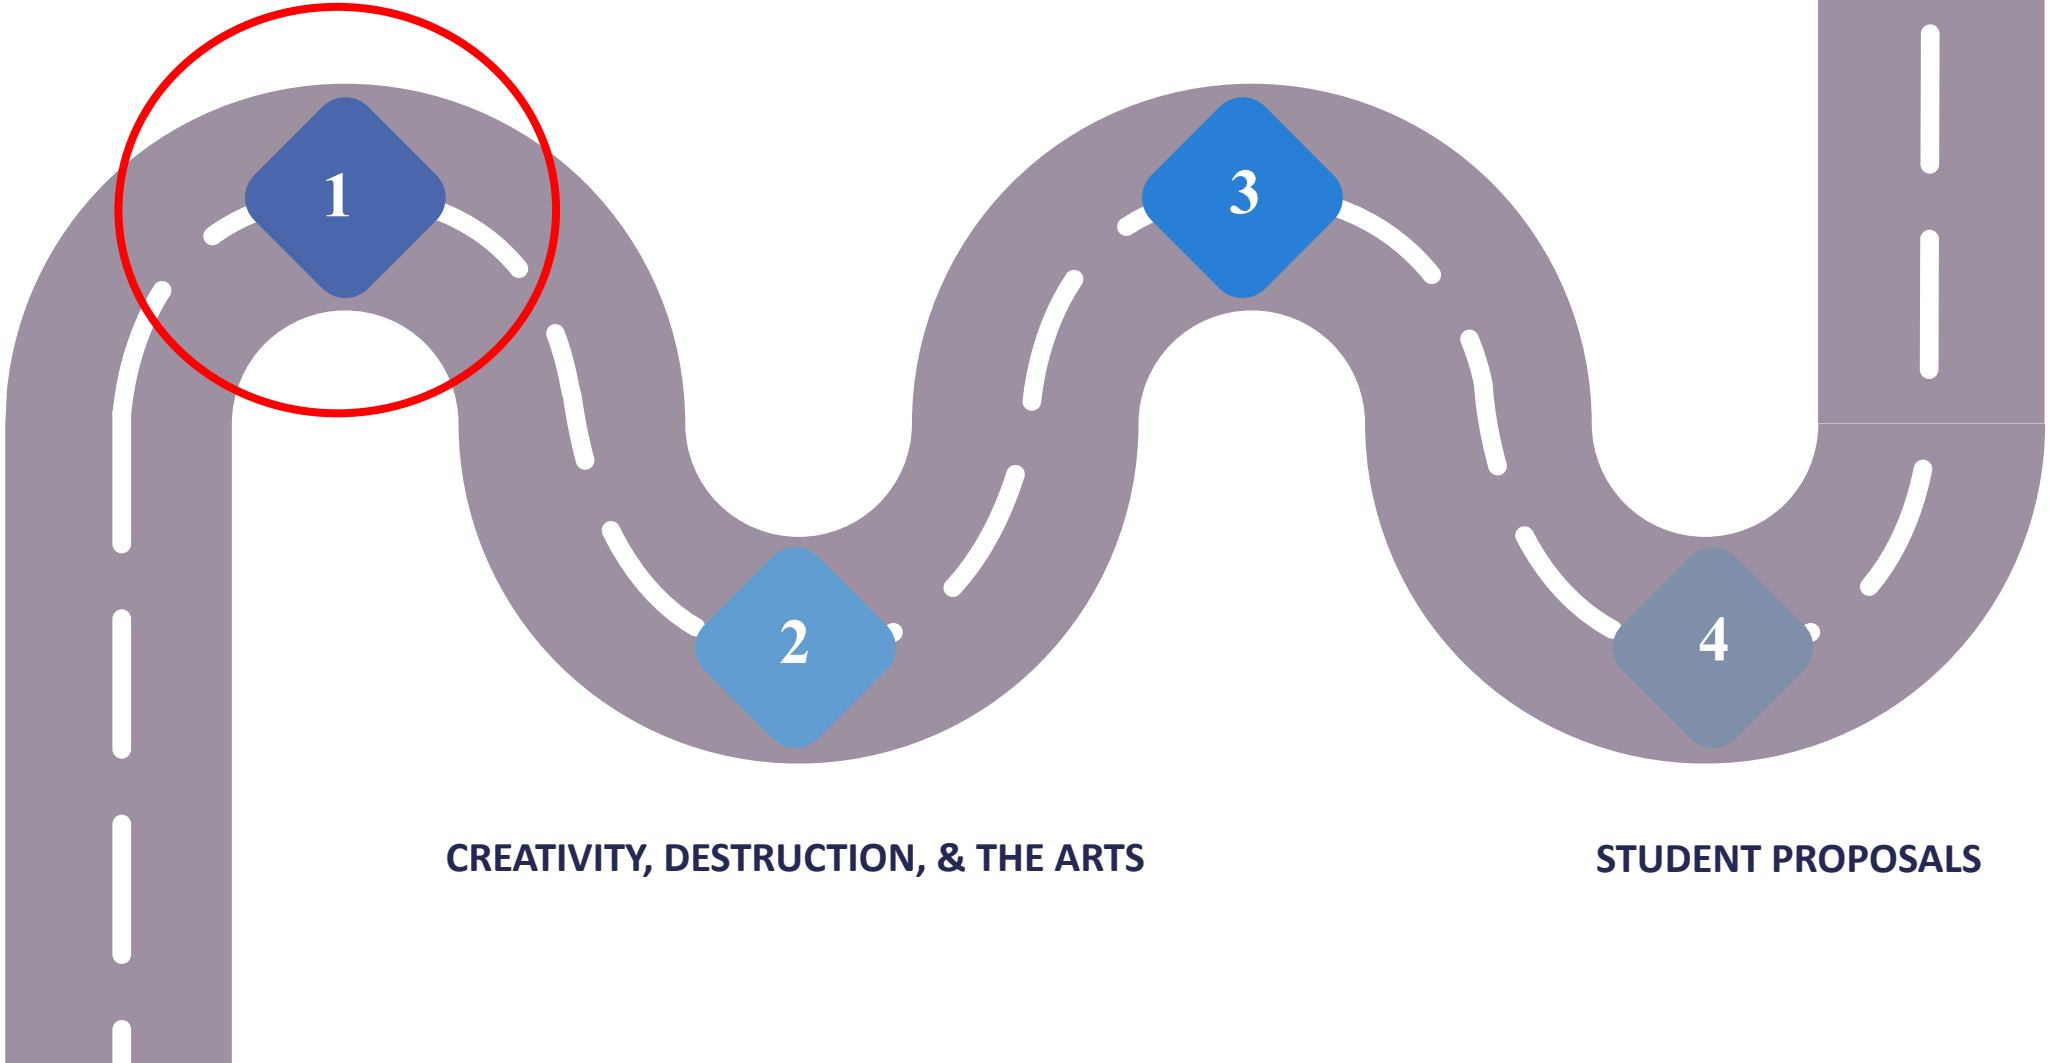 1
3
2
4
CREATIVITY, DESTRUCTION, & THE ARTS
STUDENT PROPOSALS